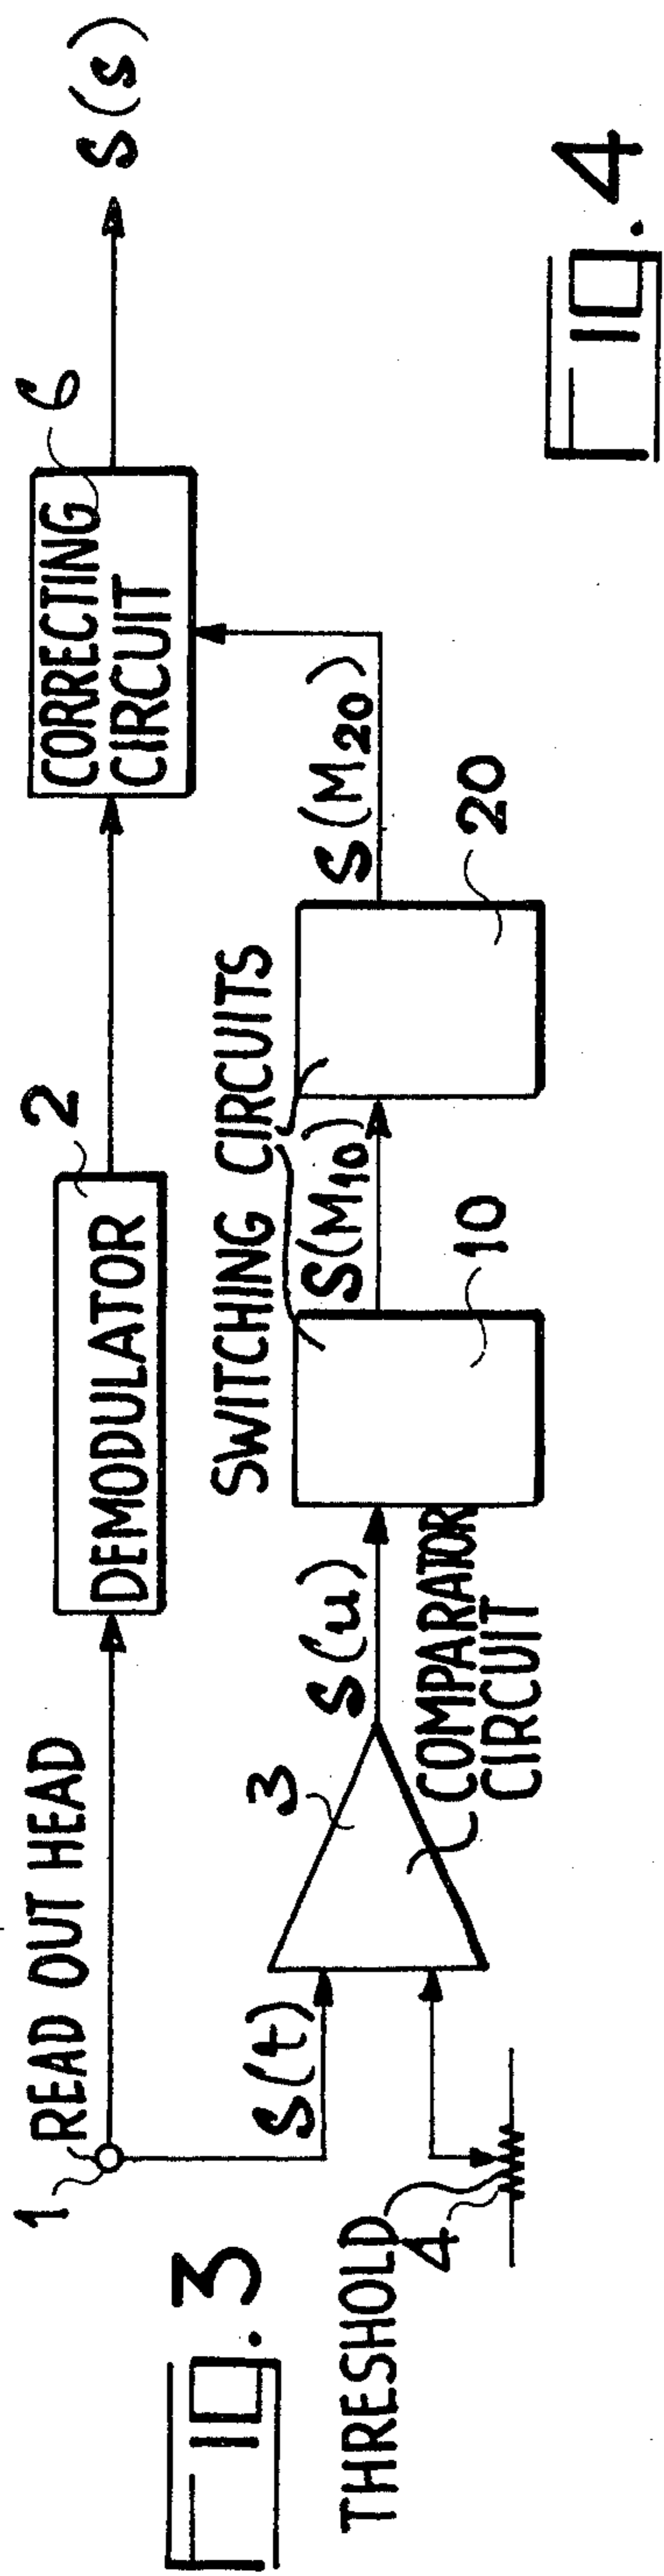 FIG. 3
1
READ OUT HEAD
DEMODULATOR
2
CORRECTING
CIRCUIT
6
S(s)
THRESHOLD
4
S(t)
3
COMPARATOR
CIRCUIT
S(u)
SWITCHING CIRCUITS
10
S(M10)
20
S(M20)
FIG. 4